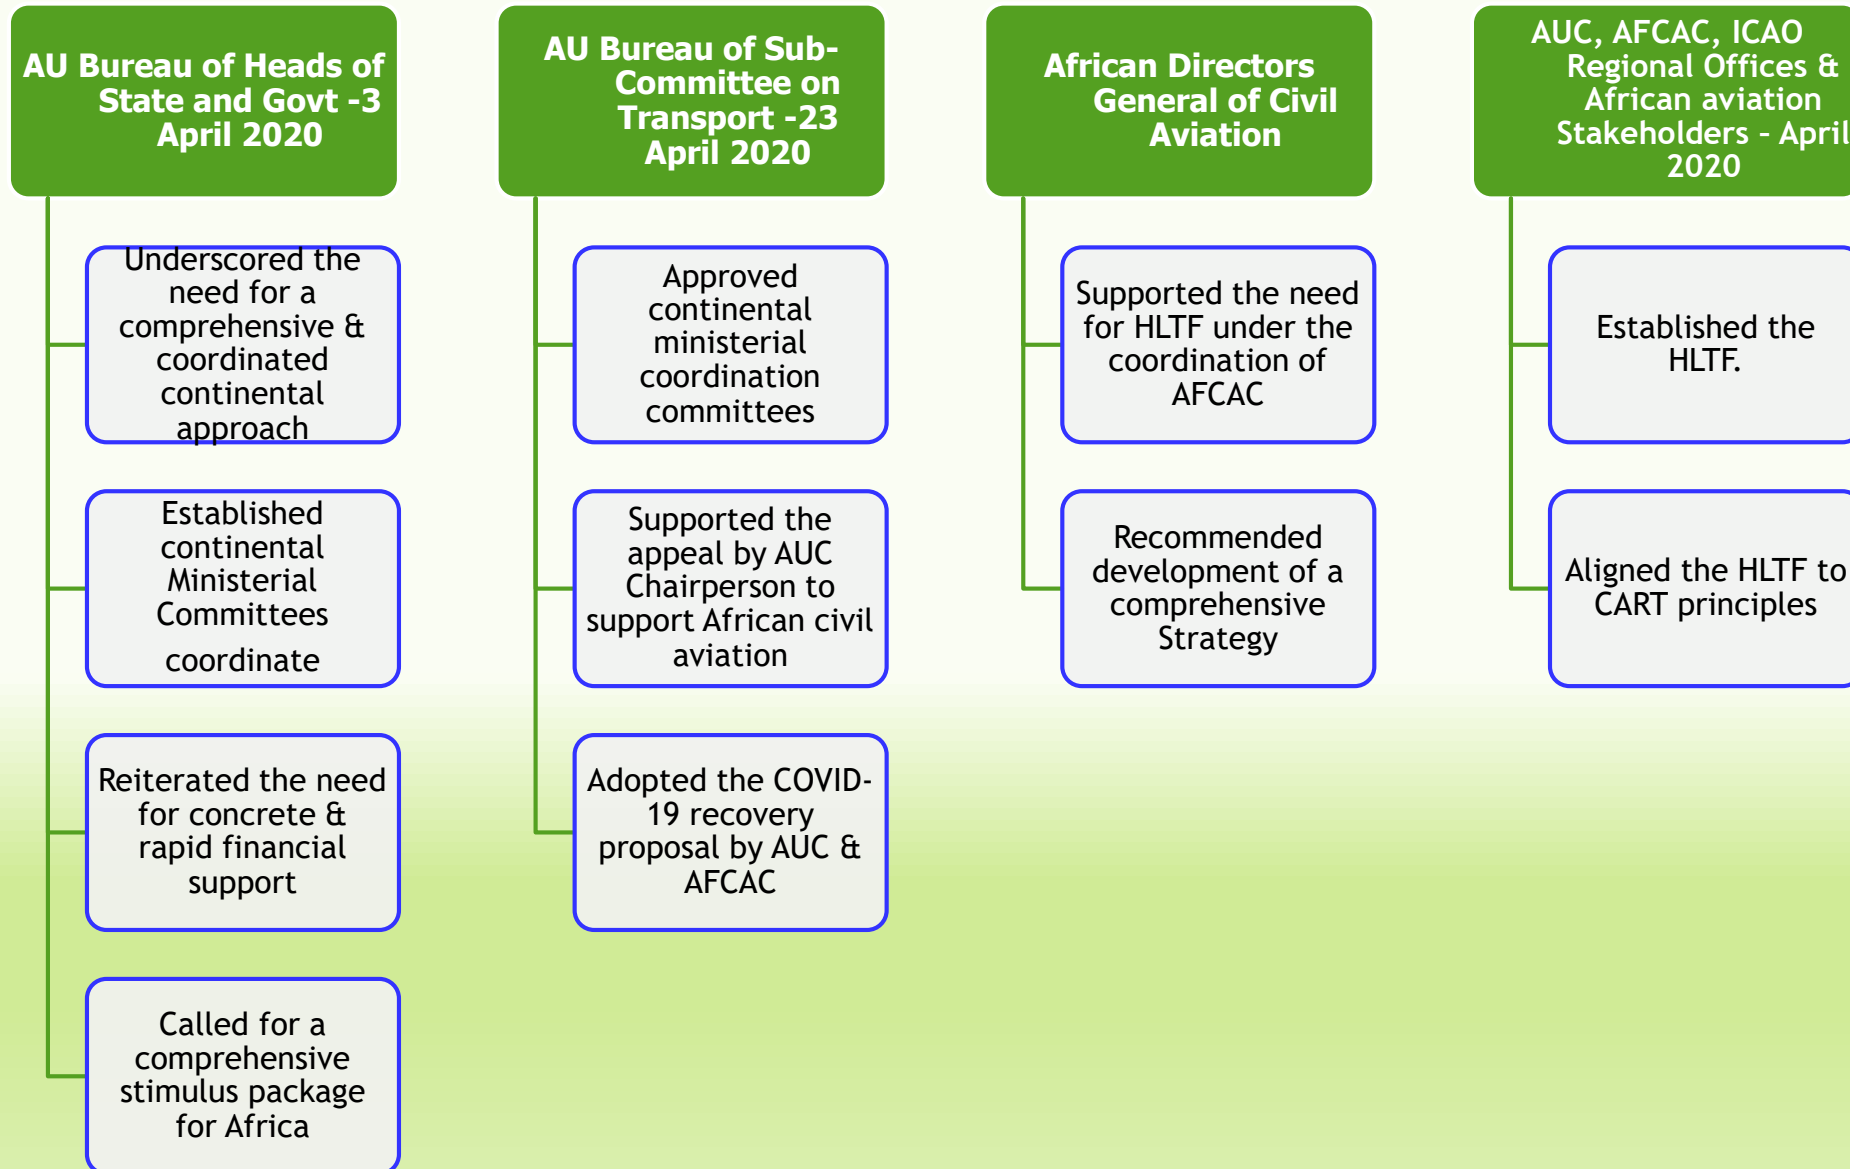 AU Bureau of Heads of
State and Govt -3
April 2020
Underscored the
need for a
comprehensive &
coordinated
continental
approach
Established
continental
Ministerial
Committees
coordinate
Reiterated the need
for concrete &
rapid financial
support
Called for a
comprehensive
stimulus package
for Africa
AU Bureau of Sub-
Committee on
Transport -23
April 2020
Approved
continental
ministerial
coordination
committees
Supported the
appeal by AUC
Chairperson to
support African civil
aviation
Adopted the COVID-
19 recovery
proposal by AUC &
AFCAC
African Directors
General of Civil
Aviation
Supported the need
for HLTF under the
coordination of
AFCAC
Recommended
development of a
comprehensive
Strategy
AUC, AFCAC, ICAO
Regional Offices &
African aviation
Stakeholders – April
2020
Established the
HLTF.
Aligned the HLTF to
CART principles